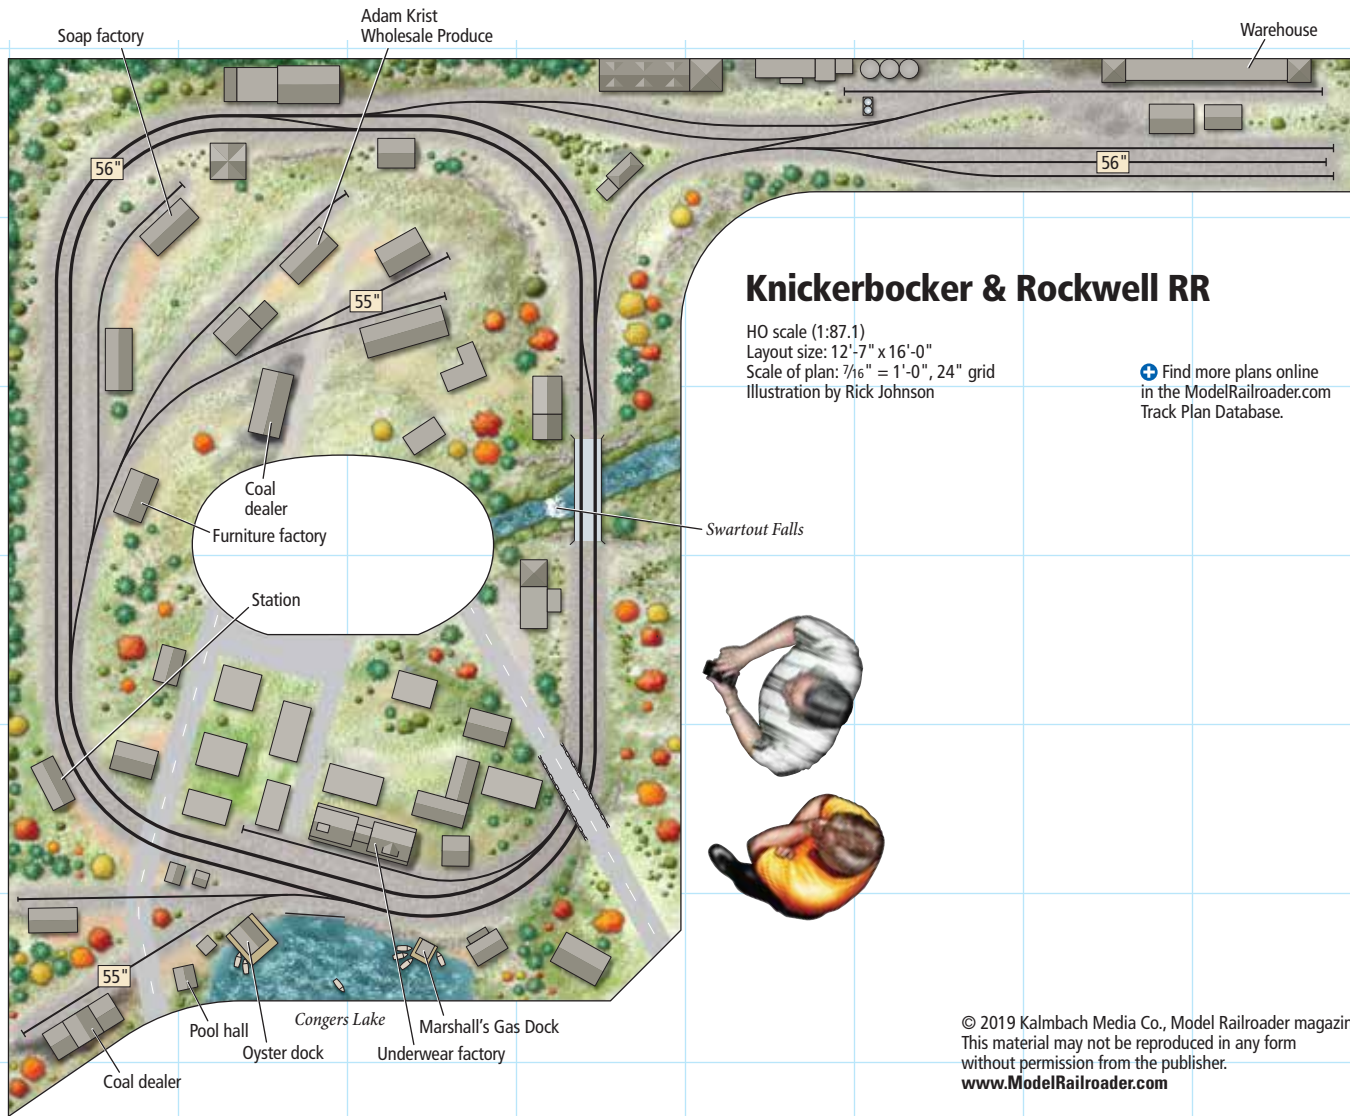 Soap factory
Adam Krist
Wholesale Produce
Warehouse
56"
56"
55"
Knickerbocker & Rockwell RR
HO scale (1:87.1)
Layout size: 12'-7" x 16'-0"
Scale of plan: 7/16" = 1'-0", 24" grid
Illustration by Rick Johnson
Find more plans online
in the ModelRailroader.com
Track Plan Database.
Coal
dealer
Furniture factory
Swartout Falls
Station
55"
Pool hall
Oyster dock
Congers Lake
Marshall's Gas Dock
Underwear factory
Coal dealer
© 2019 Kalmbach Media Co., Model Railroader magazin
This material may not be reproduced in any form
without permission from the publisher.
www.ModelRailroader.com